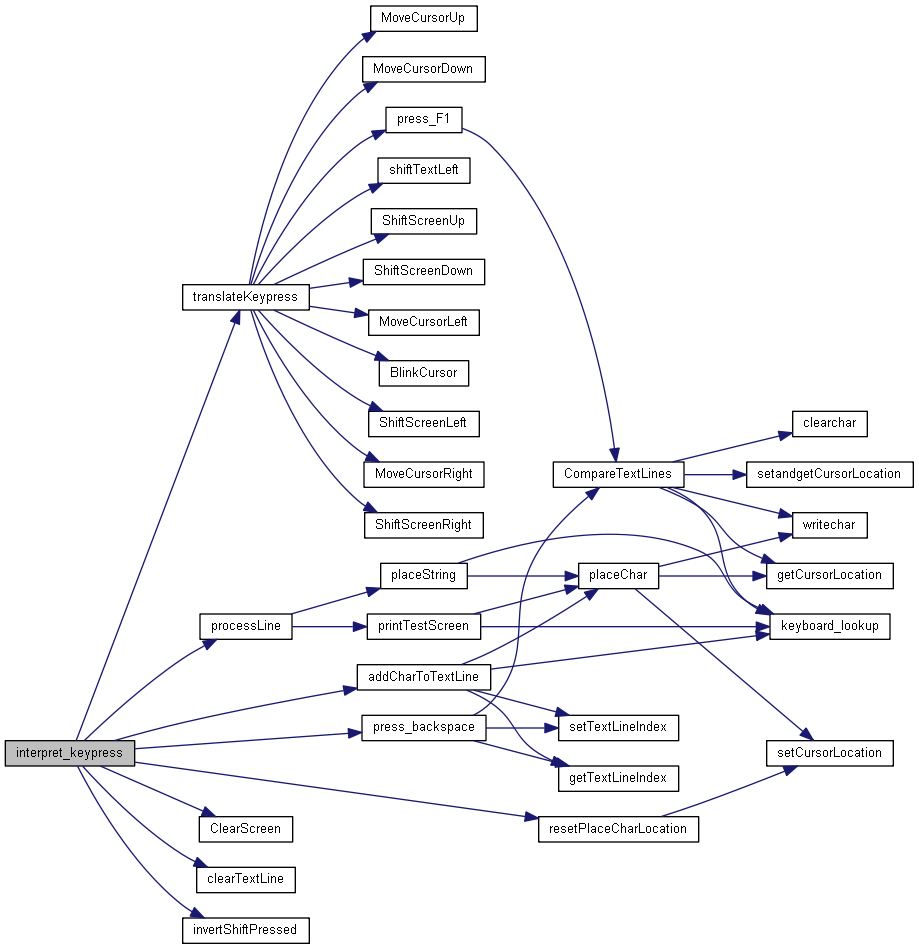 MoveCursorUp
MoveCursorDown
press_F1
shiftTextLeft
ShiftScreenUp
ShiftScreenDown
translateKeypress
MoveCursorLeft
BlinkCursor
ShiftScreenLeft
clearchar
MoveCursorRight
CompareTextLines
setandgetCursorLocation
ShiftScreenRight
writechar
placeString
placeChar
getCursorLocation
processLine
printTestScreen
keyboard_lookup
addCharToTextLine
press_backspace
setTextLineIndex
interpret_keypress
setCursorLocation
getTextLineIndex
ClearScreen
resetPlaceCharLocation
clearTextLine
invertShiftPressed